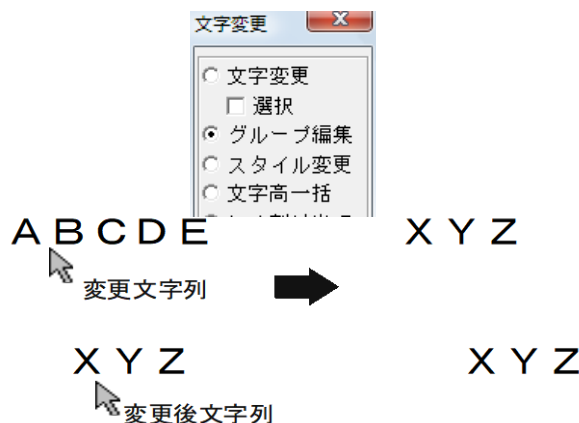 文字変更
文字変更
選択
グループ編集
スタイル変更
文字高一括
ABCDE XYZ
変更文字列
XYZ XYZ
変更後文字列